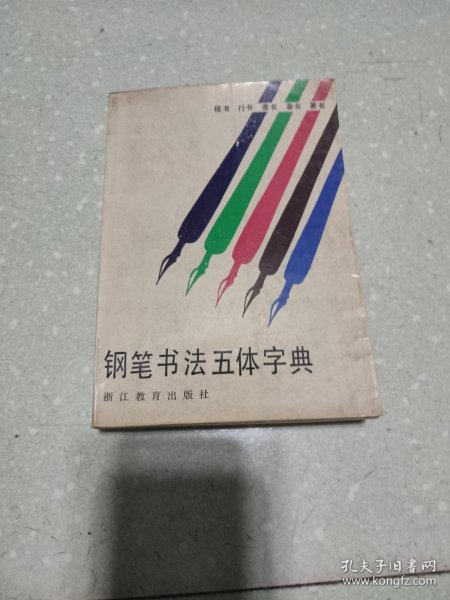 楷书 行书 隶书 草书 篆书
钢笔书法五体字典
浙江教育出版社
孔夫子旧书网
www.kongfz.com